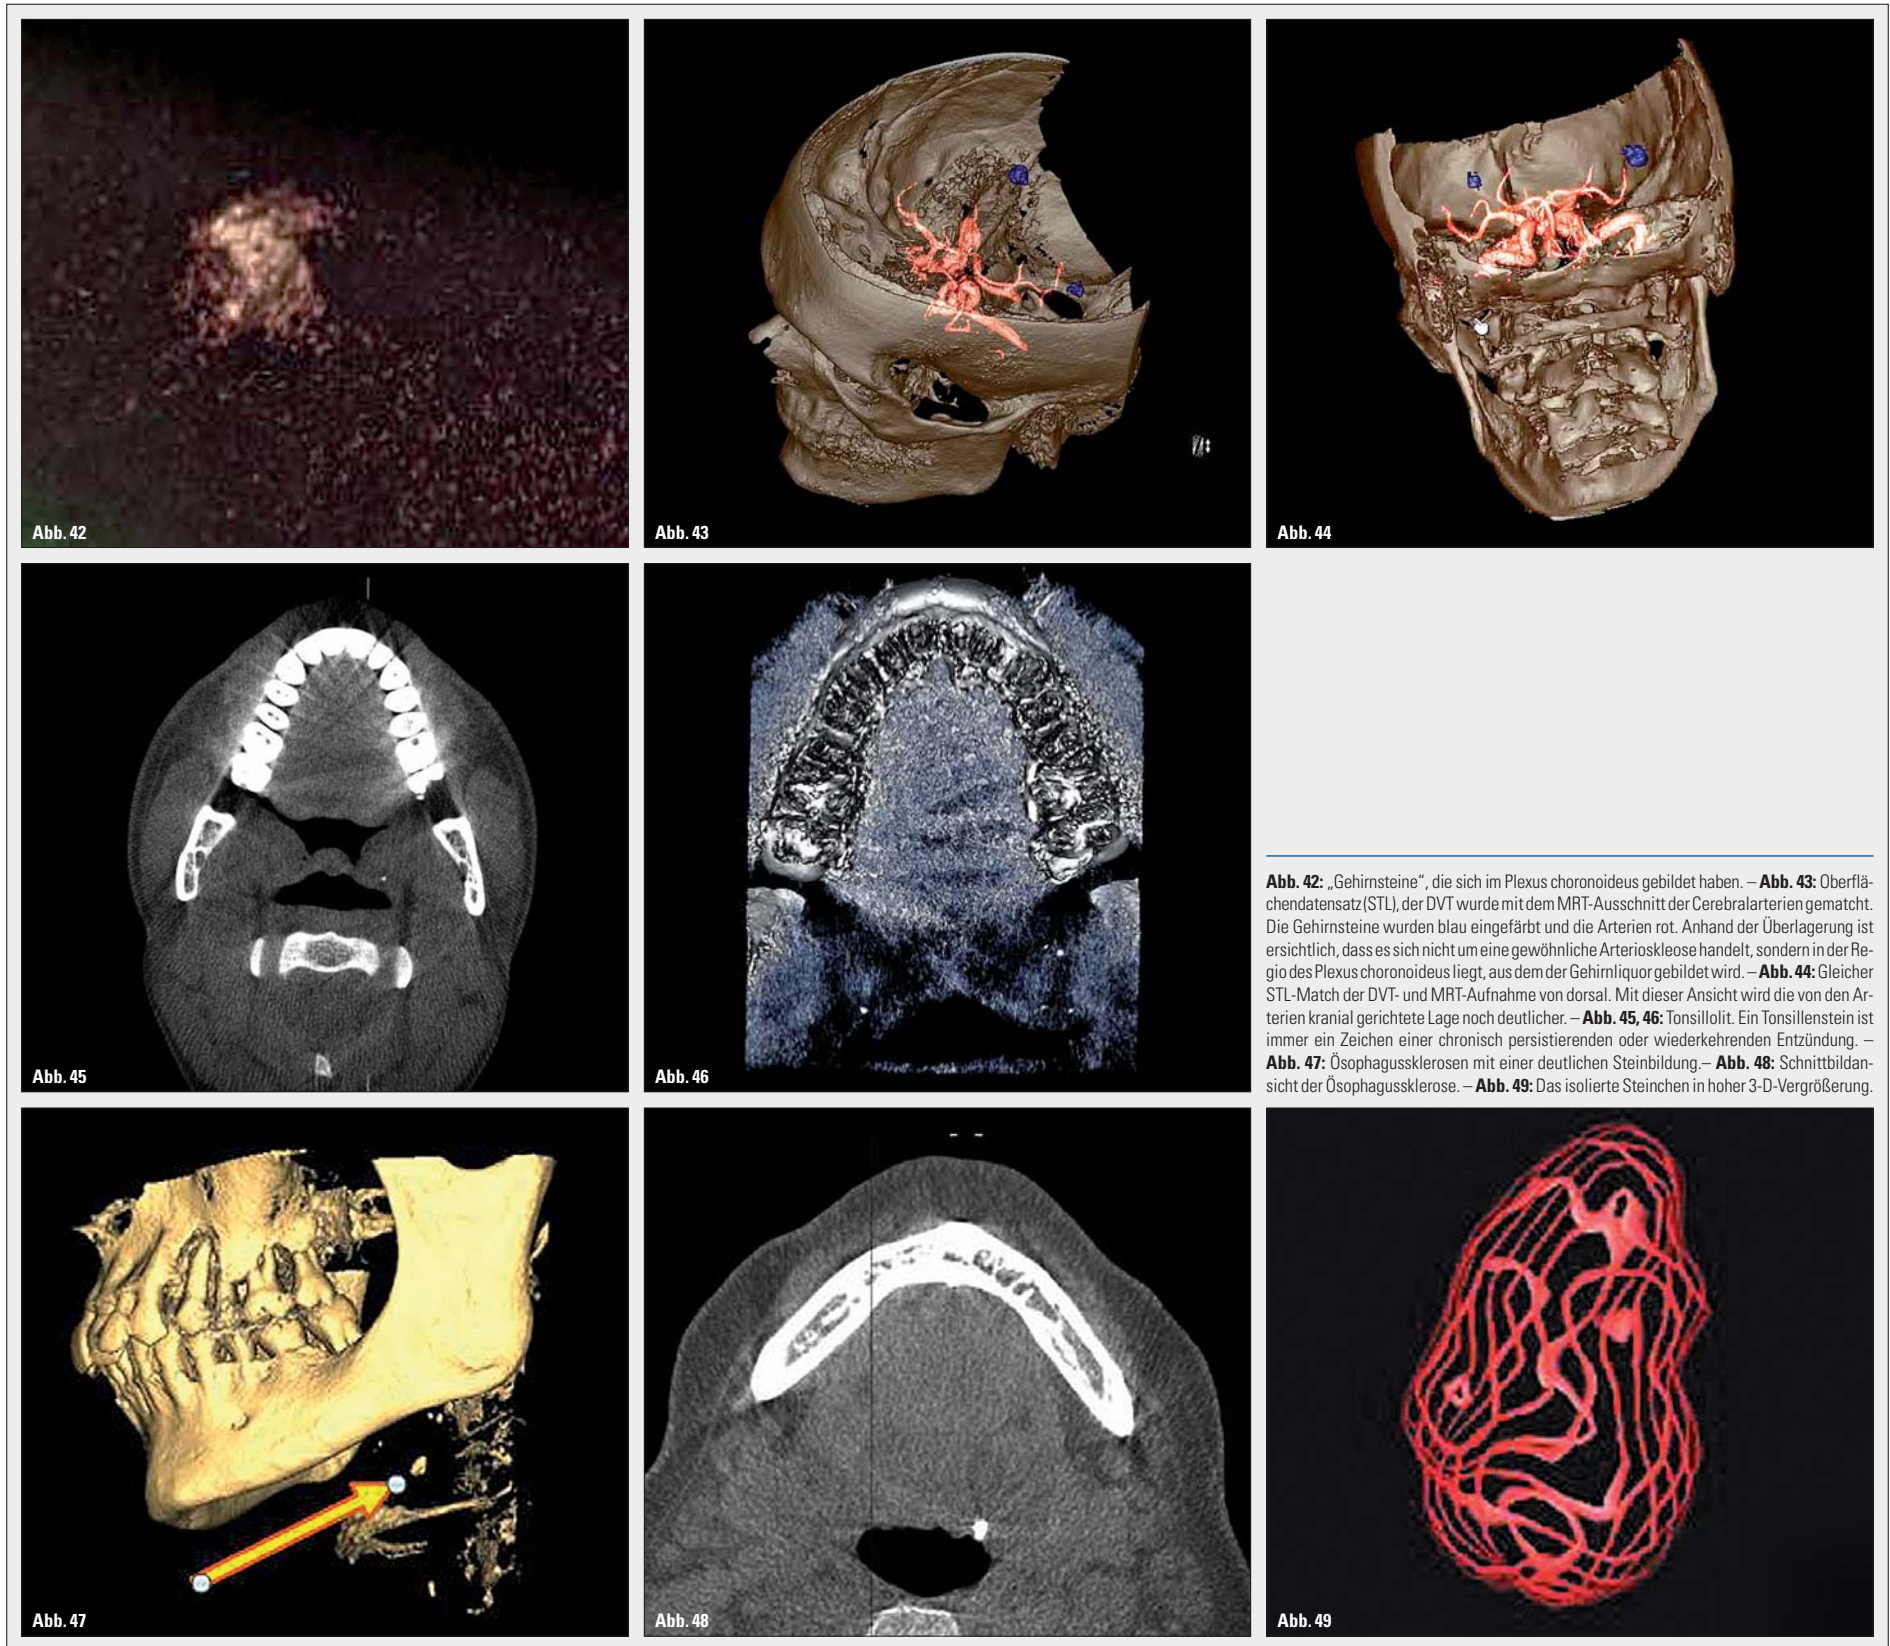 Abb. 42
Abb. 43
Abb. 44
Abb. 45
Abb. 46
Abb. 42: „Gehirnsteine“, die sich im Plexus choronoideus gebildet haben. – Abb. 43: Oberflä-
chendatensatz (STL), der DVT wurde mit dem MRT-Ausschnitt der Cerebralarterien gematcht.
Die Gehirnsteine wurden blau eingefärbt und die Arterien rot. Anhand der Überlagerung ist
ersichtlich, dass es sich nicht um eine gewöhnliche Arterioskleose handelt, sondern in der Re-
gio des Plexus choronoideus liegt, aus dem der Gehirnliquor gebildet wird. – Abb. 44: Gleicher
STL-Match der DVT- und MRT-Aufnahme von dorsal. Mit dieser Ansicht wird die von den Ar-
terien kranial gerichtete Lage noch deutlicher. – Abb. 45, 46: Tonsillolit. Ein Tonsillenstein ist
immer ein Zeichen einer chronisch persistierenden oder wiederkehrenden Entzündung. –
Abb. 47: Ösophagussklerosen mit einer deutlichen Steinbildung.– Abb. 48: Schnittbildan-
sicht der Ösophagussklerose. – Abb. 49: Das isolierte Steinchen in hoher 3-D-Vergrößerung.
Abb. 47
Abb. 48
Abb. 49